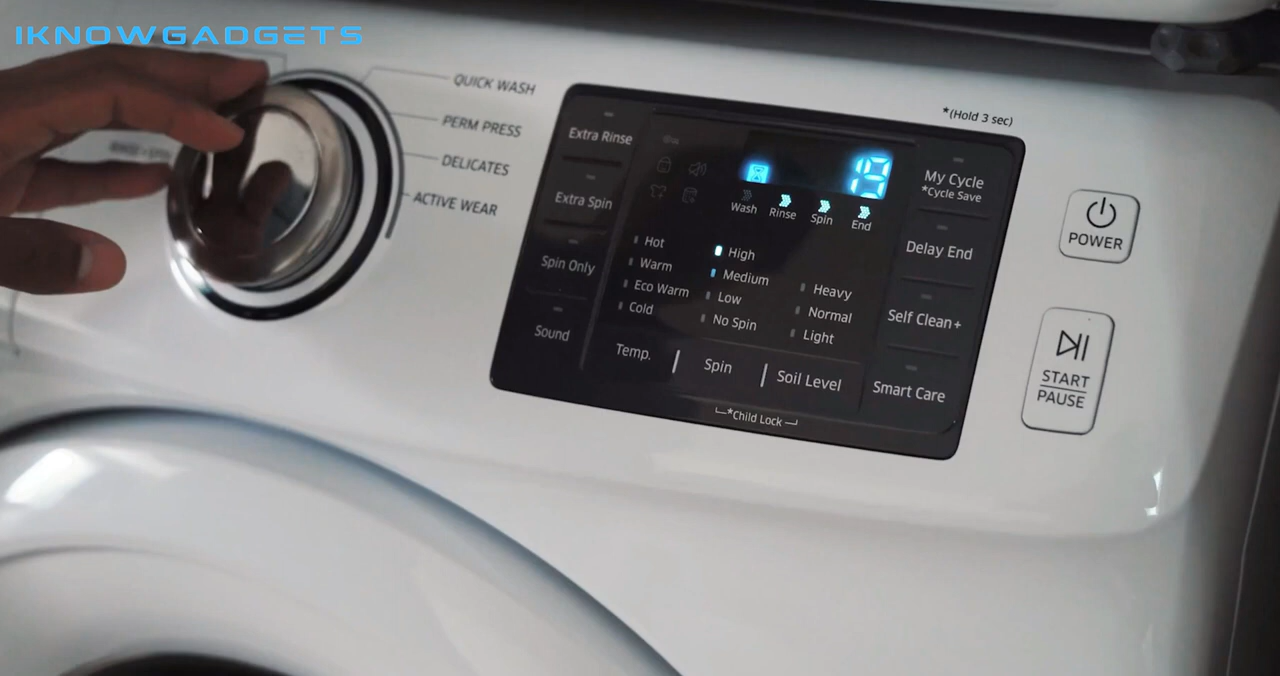 IKNOWGADGETS
QUICK WASH
PERM PRESS
DELICATES
ACTIVE WEAR
Extra Rinse
Extra Spin
Spin Only
Sound
19
Wash Rinse Spin End
Hot
Warm
Eco Warm
Cold
High
Medium
Low
No Spin
Heavy
Normal
Light
Temp. Spin Soil Level
*Child Lock
*(Hold 3 sec)
My Cycle
*Cycle Save
Delay End
Self Clean+
Smart Care
POWER
START
PAUSE